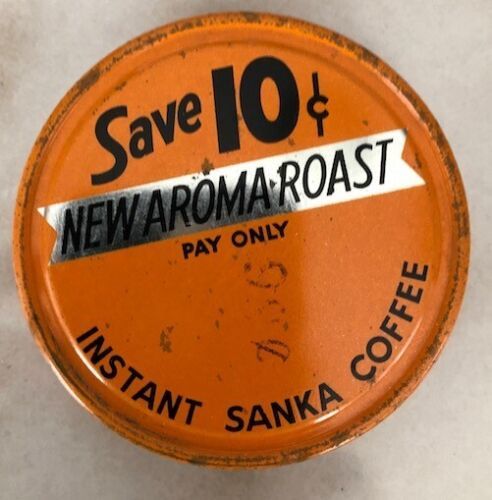 Save 10¢
NEW AROMA ROAST
PAY ONLY
INSTANT SANKA COFFEE